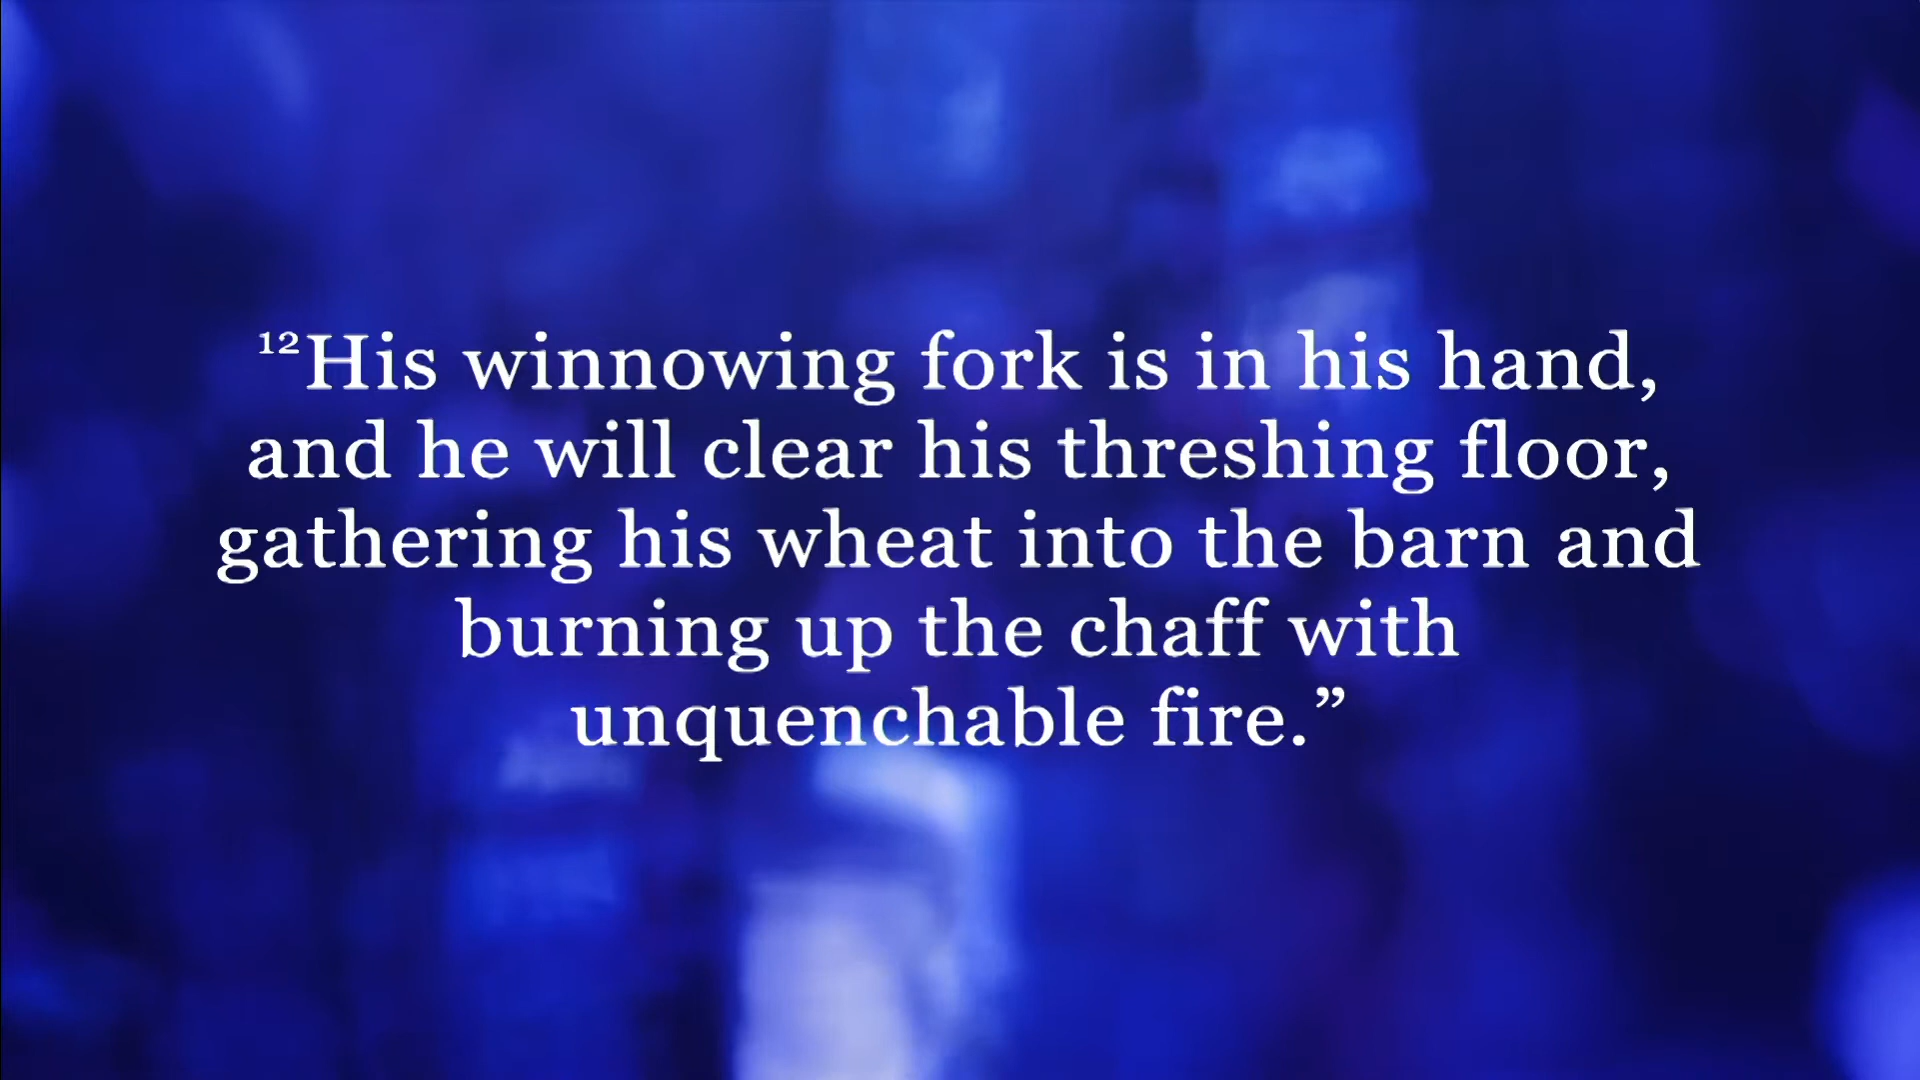 ¹²His winnowing fork is in his hand,
and he will clear his threshing floor,
gathering his wheat into the barn and
burning up the chaff with
unquenchable fire.”